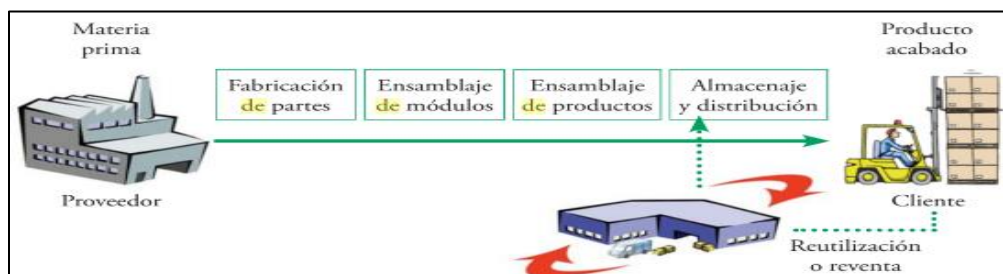 Materia
prima
Producto
acabado
Fabricación
de partes
Ensamblaje
de módulos
Ensamblaje
de productos
Almacenaje
y distribución
Proveedor
Cliente
Reutilización
o reventa